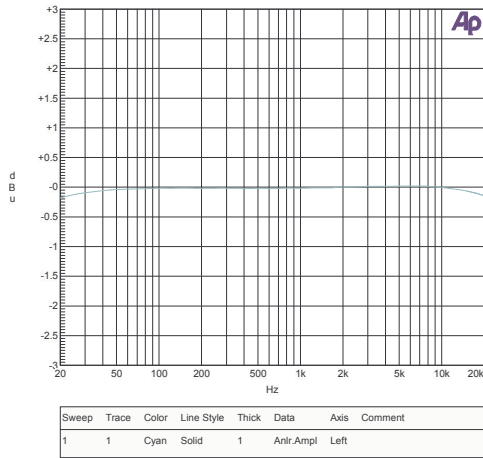 +3
Ap
+2.5
+2
+1.5
+1
+0.5
-0
-0.5
-1
-1.5
-2
-2.5
-3
d
B
u
20 50 100 200 500 1k 2k 5k 10k 20k
Hz
Sweep Trace Color Line Style Thick Data Axis Comment
1 1 Cyan Solid 1 Anlr.Ampl Left